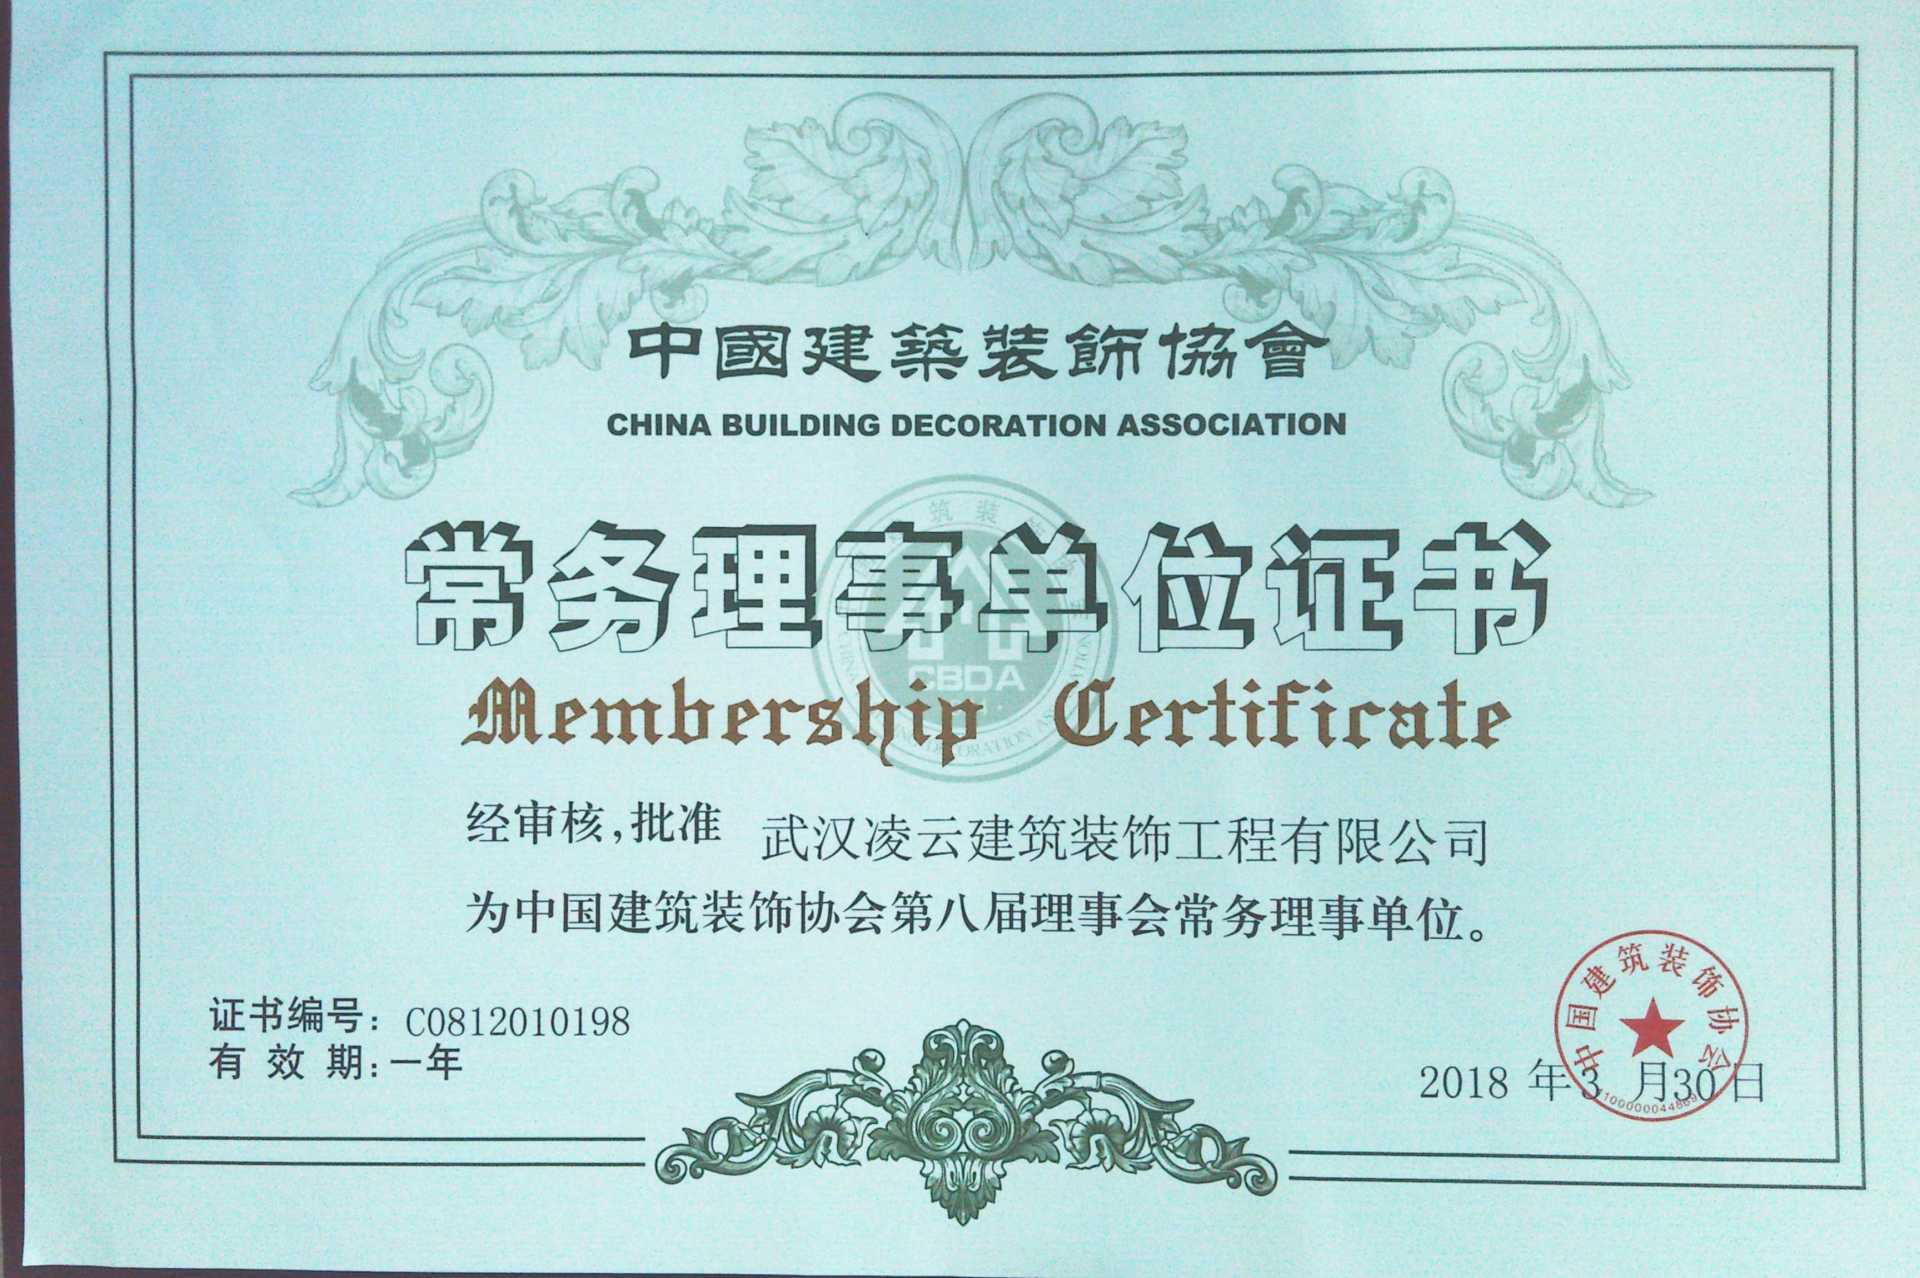 中國建築装飾協會
CHINA BUILDING DECORATION ASSOCIATION
常务理事单位证书
CBDA
Membership Certificate
经审核,批准 武汉凌云建筑装饰工程有限公司
为中国建筑装饰协会第八届理事会常务理事单位。
证书编号: C0812010198
有 效 期:一年
中国建筑装饰协会
2018 年 3 月 30 日